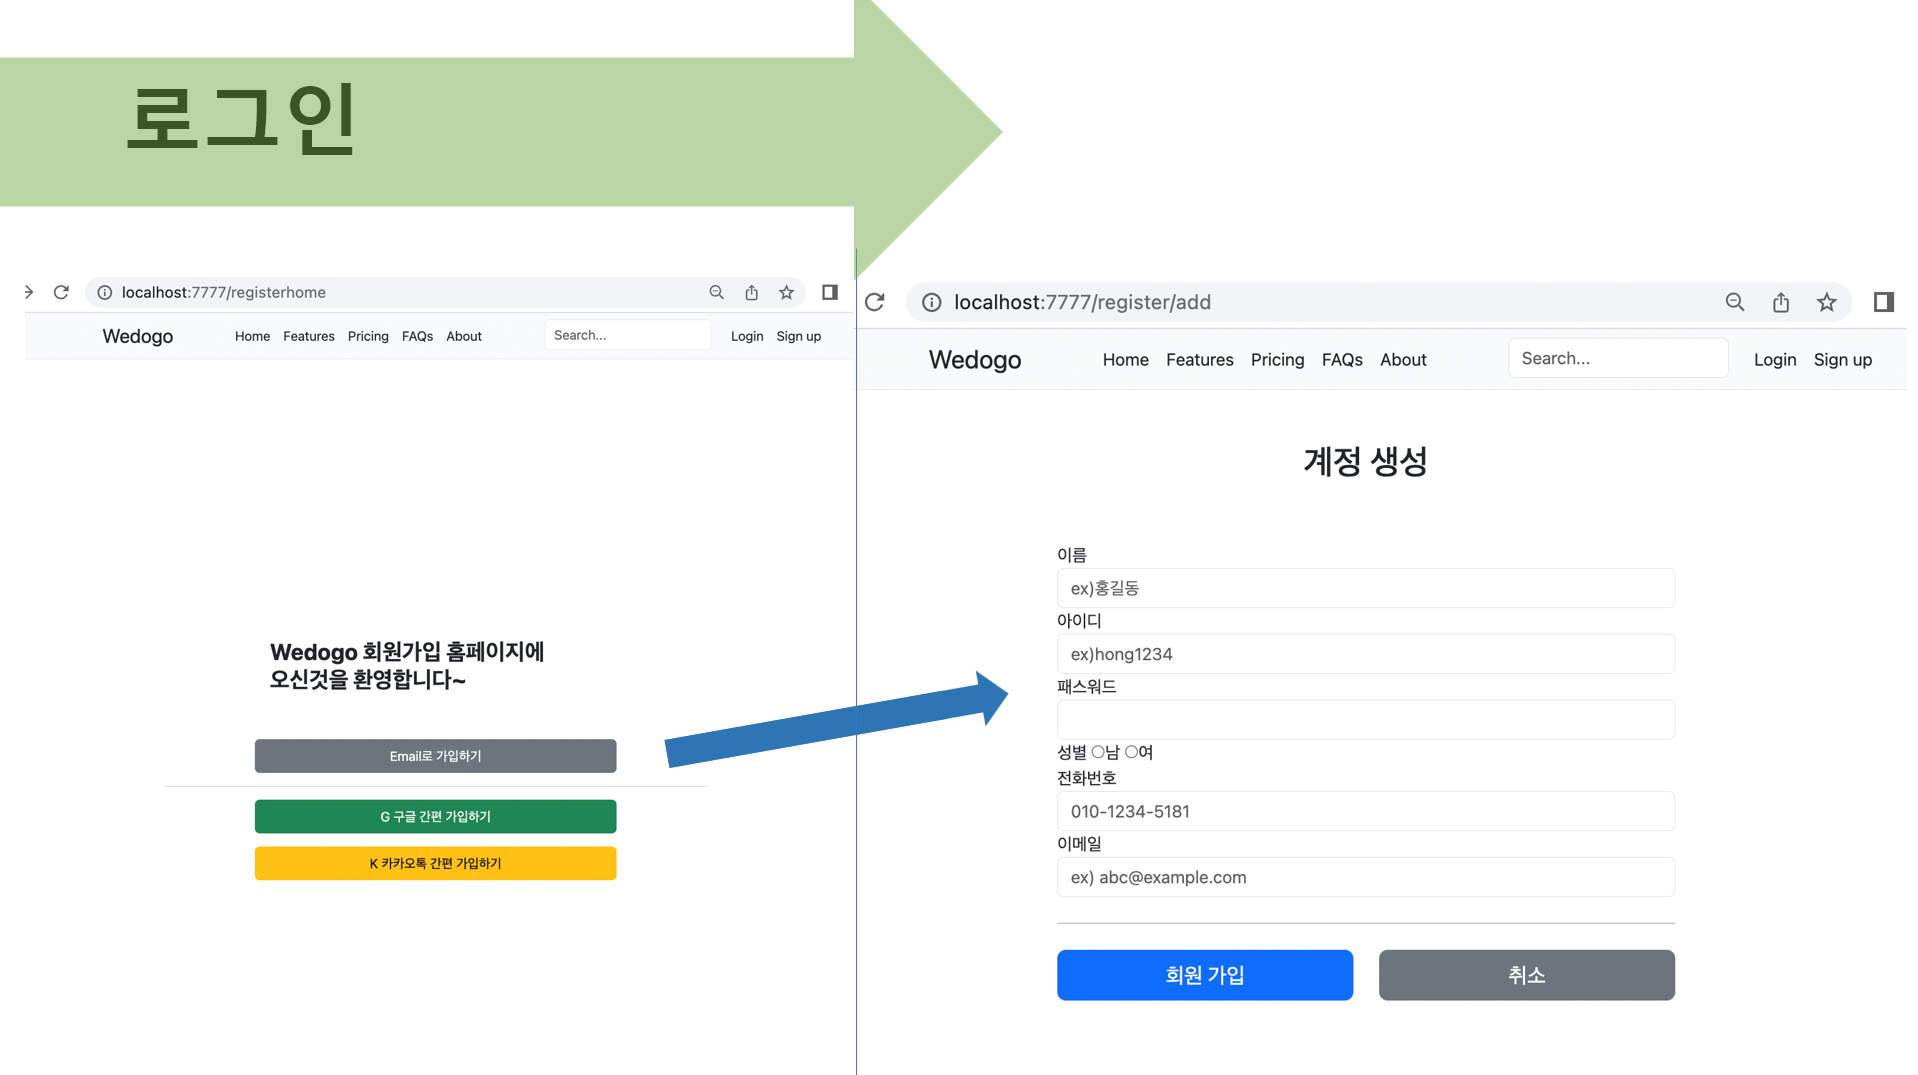 로그인
localhost:7777/registerhome
Wedogo Home Features Pricing FAQs About Search... Login Sign up
Wedogo 회원가입 홈페이지에
오신것을 환영합니다~
Email로 가입하기
G 구글 간편 가입하기
K 카카오톡 간편 가입하기
localhost:7777/register/add
Wedogo Home Features Pricing FAQs About Search... Login Sign up
계정 생성
이름
ex)홍길동
아이디
ex)hong1234
패스워드
성별 남 여
전화번호
010-1234-5181
이메일
ex) abc@example.com
회원 가입 취소